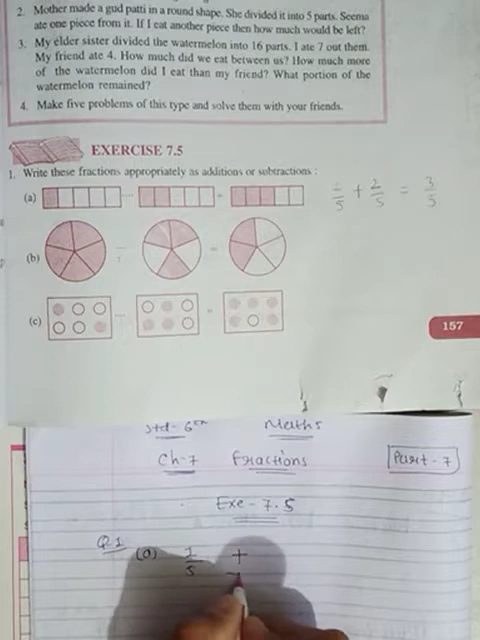 2. Mother made a gud patti in a round shape. She divided it into 5 parts. Seema
ate one piece from it. If I eat another piece then how much would be left?
3. My elder sister divided the watermelon into 16 parts. I ate 7 out them.
My friend ate 4. How much did we eat between us? How much more
of the watermelon did I eat than my friend? What portion of the
watermelon remained?
4. Make five problems of this type and solve them with your friends.
EXERCISE 7.5
1. Write these fractions appropriately as additions or subtractions :
(a) ... = 1/5 + 2/5 = 3/5
(b) ... =
(c) ... =
157
Std- 6th Maths
Ch-7 Fractions Part - 7
Exe - 7.5
Q.1 (a) 1/5 +